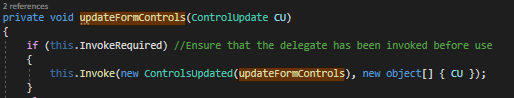 2 references
private void updateFormControls(ControlUpdate CU)
{
if (this.InvokeRequired) //Ensure that the delegate has been invoked before use
{
this.Invoke(new ControlsUpdated(updateFormControls), new object[] { CU });
}